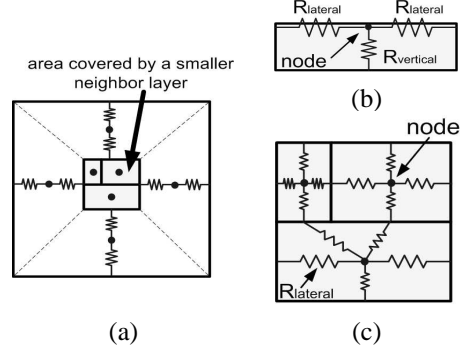 area covered by a smaller
neighbor layer
(a)
Rlateral Rlateral
node
Rvertical
(b)
node
Rlateral
(c)